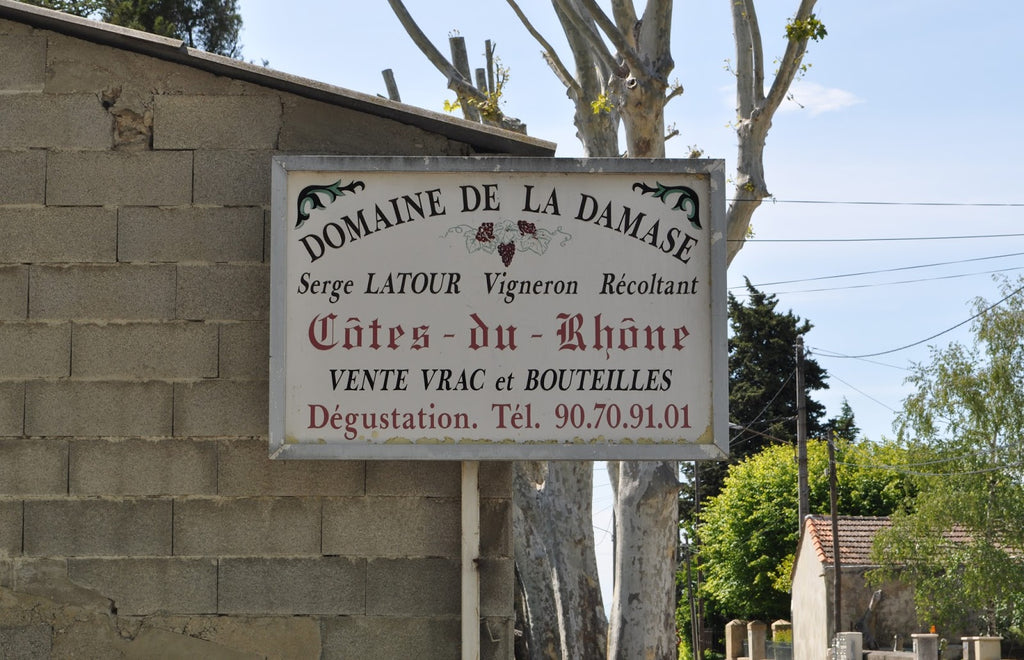 DOMAINE DE LA DAMASE
Serge LATOUR Vigneron Récoltant
Côtes - du - Rhône
VENTE VRAC et BOUTEILLES
Dégustation. Tél. 90.70.91.01